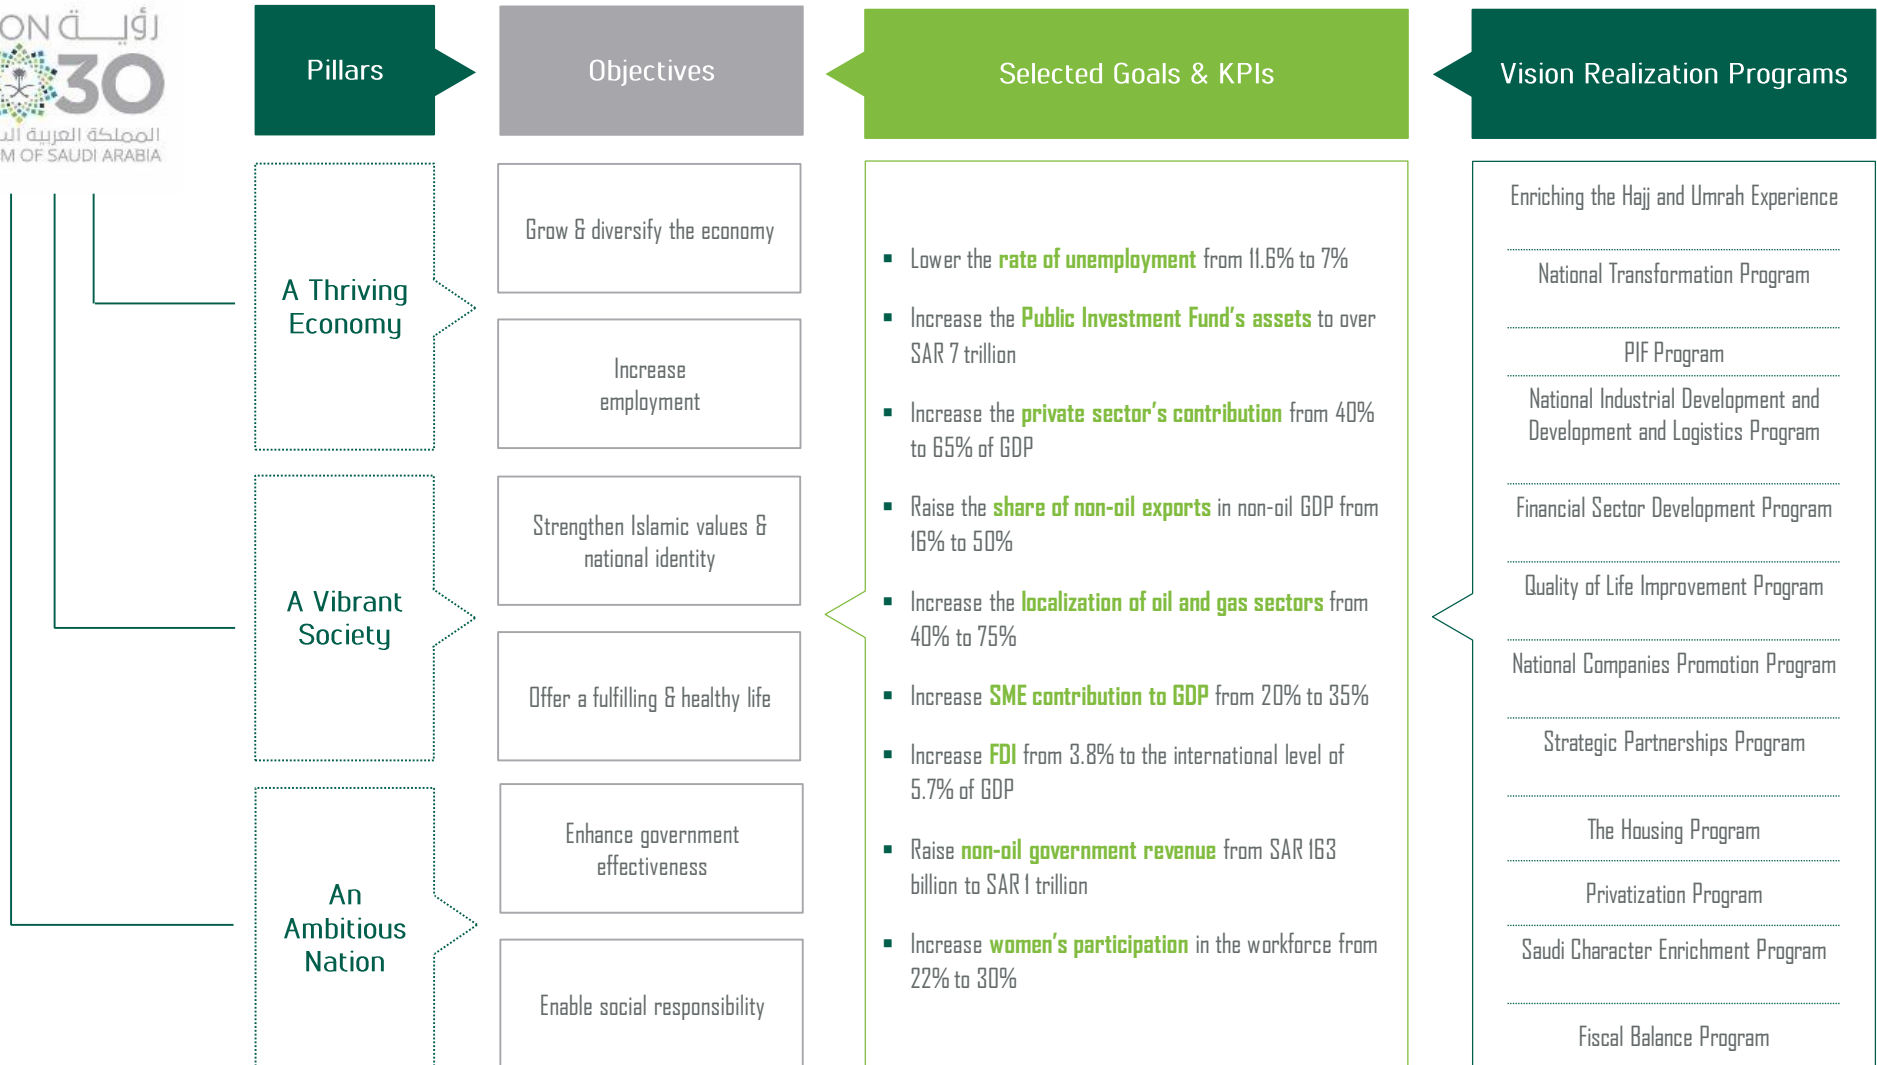 ON رؤيـــة
30
المملكة العربية
M OF SAUDI ARABIA
Pillars
Objectives
Selected Goals & KPIs
Vision Realization Programs
A Thriving
Economy
Grow & diversify the economy
Increase
employment
A Vibrant
Society
Strengthen Islamic values &
national identity
Offer a fulfilling & healthy life
An
Ambitious
Nation
Enhance government
effectiveness
Enable social responsibility
▪ Lower the rate of unemployment from 11.6% to 7%
▪ Increase the Public Investment Fund's assets to over
SAR 7 trillion
▪ Increase the private sector's contribution from 40%
to 65% of GDP
▪ Raise the share of non-oil exports in non-oil GDP from
16% to 50%
▪ Increase the localization of oil and gas sectors from
40% to 75%
▪ Increase SME contribution to GDP from 20% to 35%
▪ Increase FDI from 3.8% to the international level of
5.7% of GDP
▪ Raise non-oil government revenue from SAR 163
billion to SAR 1 trillion
▪ Increase women's participation in the workforce from
22% to 30%
Enriching the Hajj and Umrah Experience
National Transformation Program
PIF Program
National Industrial Development and
Development and Logistics Program
Financial Sector Development Program
Quality of Life Improvement Program
National Companies Promotion Program
Strategic Partnerships Program
The Housing Program
Privatization Program
Saudi Character Enrichment Program
Fiscal Balance Program